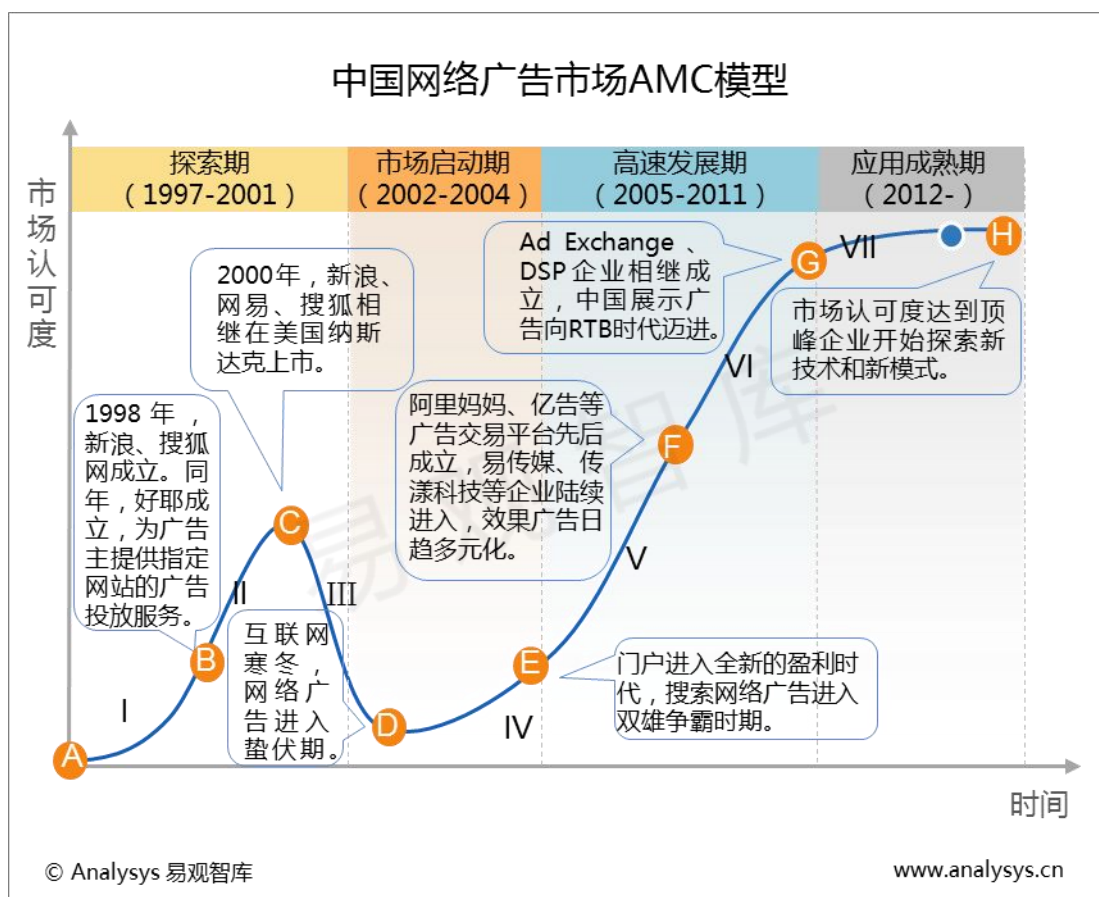 中国网络广告市场AMC模型
市场认可度
探索期
（1997-2001）
市场启动期
（2002-2004）
高速发展期
（2005-2011）
应用成熟期
（2012-）
1998 年，
新浪、搜狐
网成立。同
年，好耶成
立，为广告
主提供指定
网站的广告
投放服务。
2000年，新浪、
网易、搜狐相
继在美国纳斯
达克上市。
互联网
寒冬，
网络广
告进入
蛰伏期。
门户进入全新的盈利时
代，搜索网络广告进入
双雄争霸时期。
阿里妈妈、亿告等
广告交易平台先后
成立，易传媒、传
漾科技等企业陆续
进入，效果广告日
趋多元化。
Ad Exchange、
DSP企业相继成
立，中国展示广
告向RTB时代迈进。
市场认可度达到顶
峰企业开始探索新
技术和新模式。
A
I
B
II
C
III
D
IV
E
V
F
VI
G
VII
H
易观智库
时间
© Analysys 易观智库
www.analysys.cn